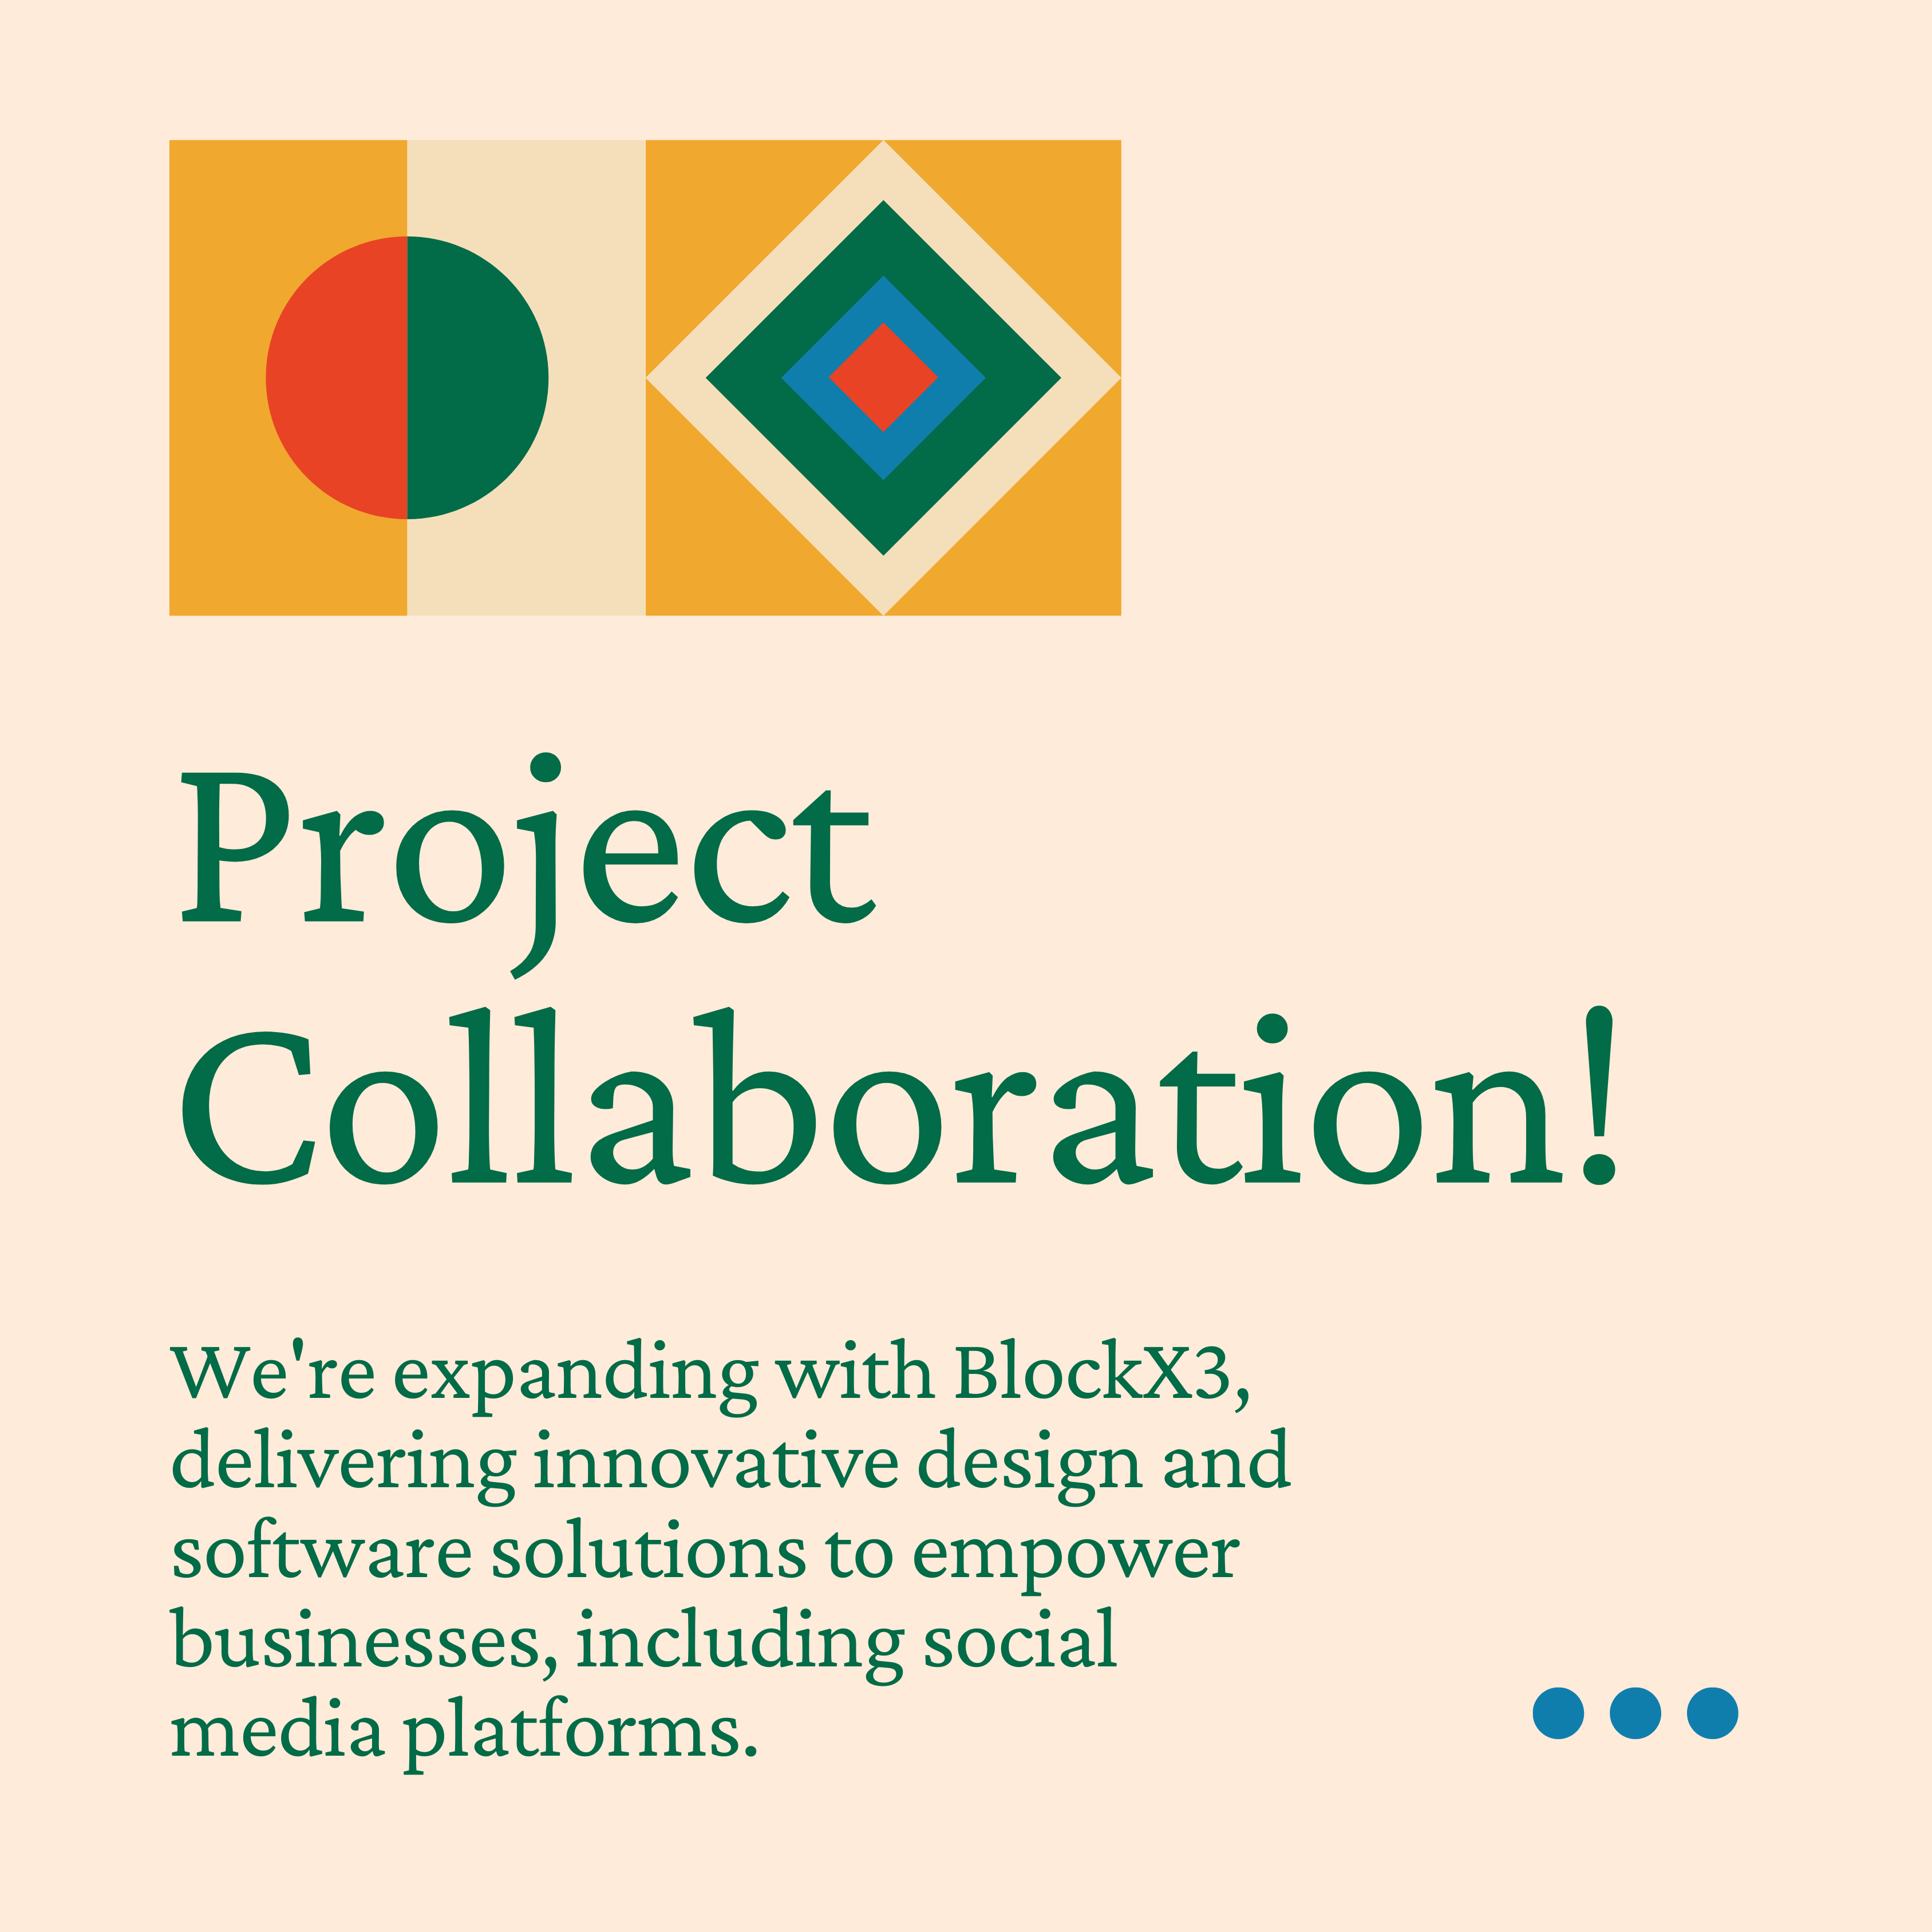 Project
Collaboration!
We're expanding with BlockX3,
delivering innovative design and
software solutions to empower
businesses, including social
media platforms.